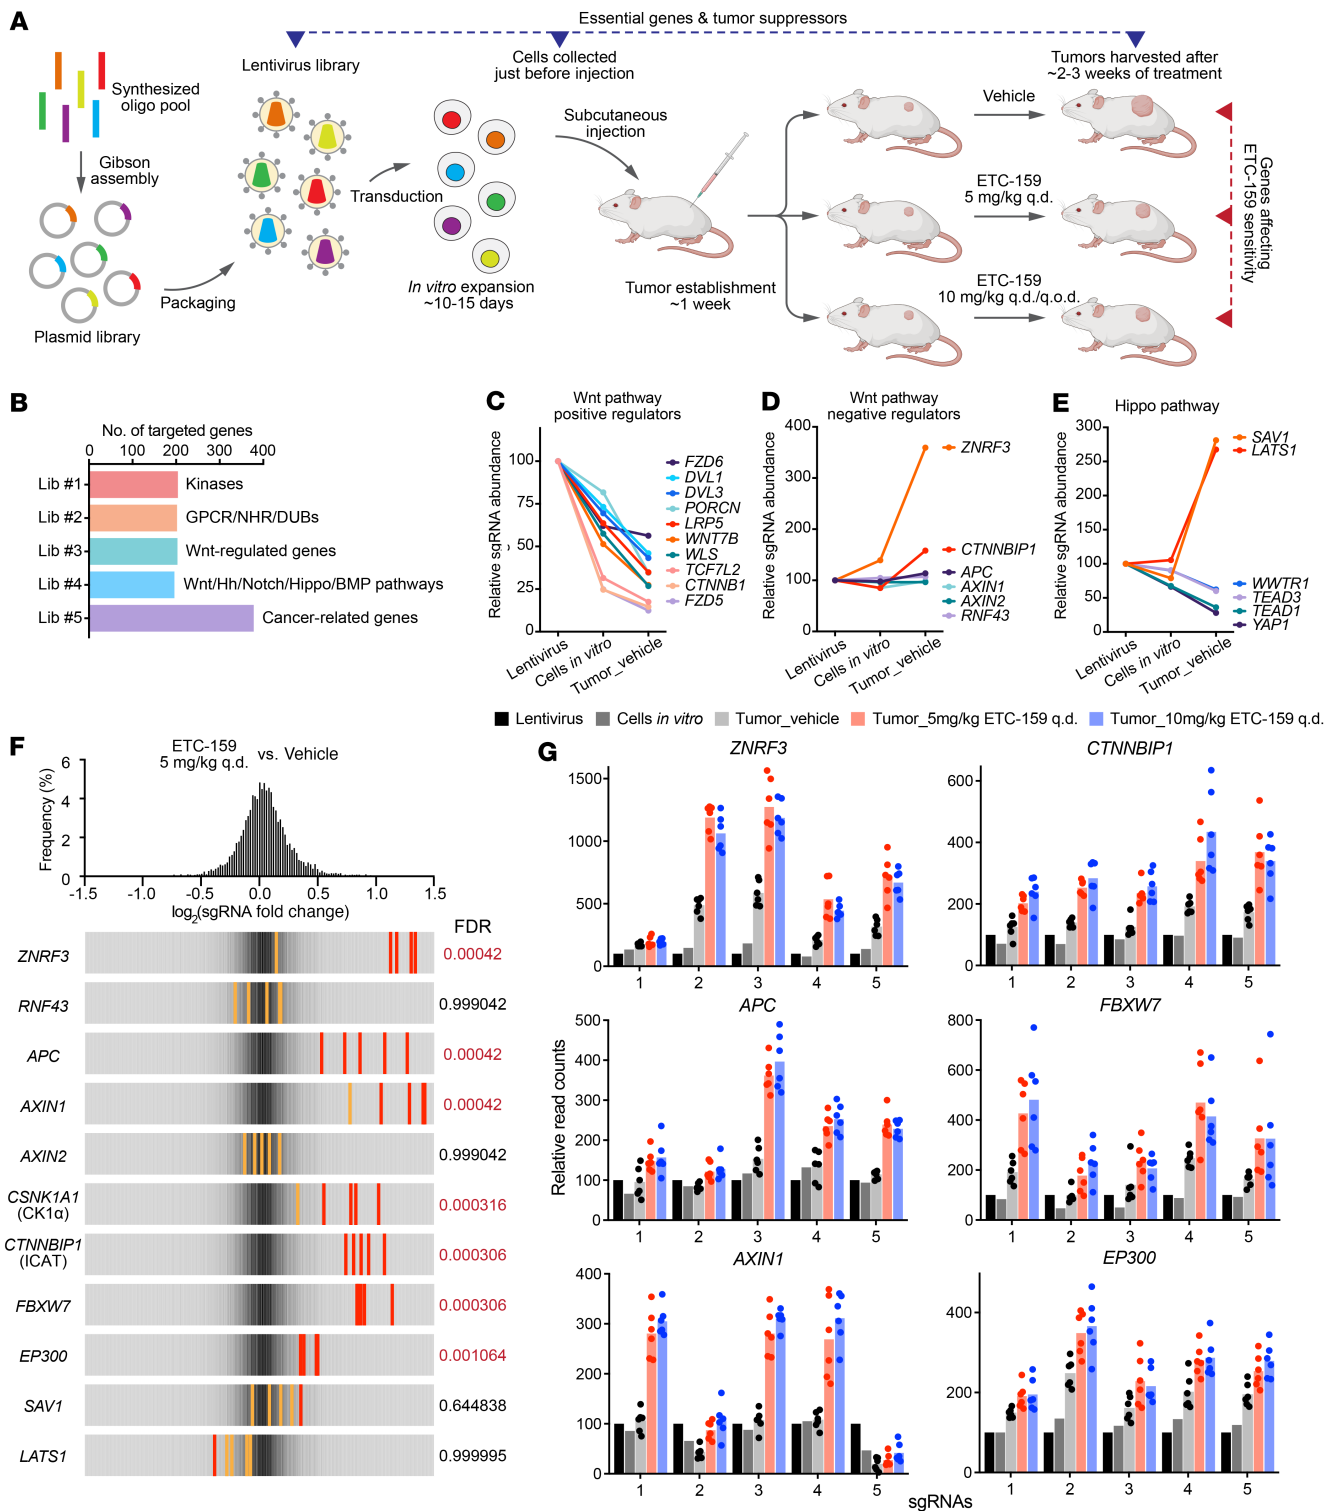 A
Essential genes & tumor suppressors
Synthesized
oligo pool
Gibson
assembly
Plasmid library
Packaging
Lentivirus library
Transduction
Cells collected
just before injection
In vitro expansion
~10-15 days
Subcutaneous
injection
Tumor establishment
~1 week
Vehicle
ETC-159
5 mg/kg q.d.
ETC-159
10 mg/kg q.d./q.o.d.
Tumors harvested after
~2-3 weeks of treatment
Genes affecting
ETC-159 sensitivity
B
No. of targeted genes
0 100 200 300 400
Lib #1 Kinases
Lib #2 GPCR/NHR/DUBs
Lib #3 Wnt-regulated genes
Lib #4 Wnt/Hh/Notch/Hippo/BMP pathways
Lib #5 Cancer-related genes
C
Wnt pathway
positive regulators
Relative sgRNA abundance
100
75
50
25
0
FZD6
DVL1
DVL3
PORCN
LRP5
WNT7B
WLS
TCF7L2
CTNNB1
FZD5
Lentivirus
Cells in vitro
Tumor_vehicle
D
Wnt pathway
negative regulators
Relative sgRNA abundance
400
300
200
100
0
ZNRF3
CTNNBIP1
APC
AXIN1
AXIN2
RNF43
Lentivirus
Cells in vitro
Tumor_vehicle
E
Hippo pathway
Relative sgRNA abundance
300
250
200
150
100
50
0
SAV1
LATS1
WWTR1
TEAD3
TEAD1
YAP1
Lentivirus
Cells in vitro
Tumor_vehicle
Lentivirus Cells in vitro Tumor_vehicle Tumor_5mg/kg ETC-159 q.d. Tumor_10mg/kg ETC-159 q.d.
F
ETC-159
5 mg/kg q.d. vs. Vehicle
Frequency (%)
6
4
2
0
-1.5 -1.0 -0.5 0.0 0.5 1.0 1.5
log2(sgRNA fold change)
FDR
ZNRF3 0.00042
RNF43 0.999042
APC 0.00042
AXIN1 0.00042
AXIN2 0.999042
CSNK1A1
(CK1α) 0.000316
CTNNBIP1
(ICAT) 0.000306
FBXW7 0.000306
EP300 0.001064
SAV1 0.644838
LATS1 0.999995
G
Relative read counts
ZNRF3
1500
1000
500
0
1 2 3 4 5
CTNNBIP1
600
400
200
0
1 2 3 4 5
APC
500
400
300
200
100
0
1 2 3 4 5
FBXW7
800
600
400
200
0
1 2 3 4 5
AXIN1
400
300
200
100
0
1 2 3 4 5
EP300
400
200
0
1 2 3 4 5
sgRNAs